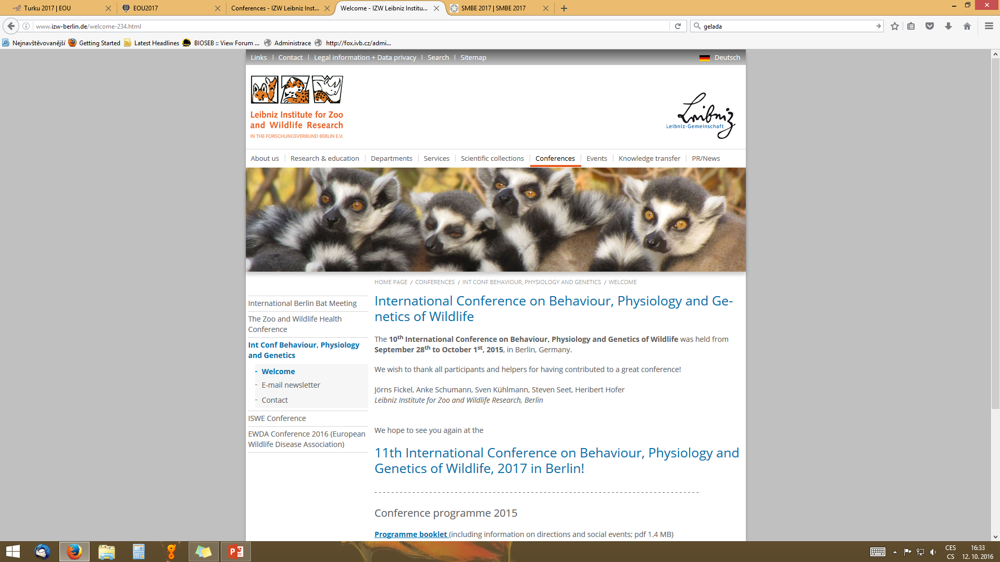 Turku 2017 | EOU
EOU2017
Conferences - IZW Leibniz Inst...
Welcome - IZW Leibniz Institu...
SMBE 2017 | SMBE 2017
www.izw-berlin.de/welcome-234.html
gelada
Nejnavštěvovanější
Getting Started
Latest Headlines
BIOSEB :: View Forum ...
Administrace
http://fox.ivb.cz/admi...
Links | Contact | Legal information + Data privacy | Search | Sitemap
Deutsch
Leibniz Institute for Zoo
and Wildlife Research
IN THE FORSCHUNGSVERBUND BERLIN E.V.
Leibniz
Leibniz-Gemeinschaft
About us | Research & education | Departments | Services | Scientific collections | Conferences | Events | Knowledge transfer | PR/News
HOME PAGE / CONFERENCES / INT CONF BEHAVIOUR, PHYSIOLOGY AND GENETICS / WELCOME
International Berlin Bat Meeting
The Zoo and Wildlife Health
Conference
Int Conf Behaviour, Physiology
and Genetics
- Welcome
- E-mail newsletter
- Contact
ISWE Conference
EWDA Conference 2016 (European
Wildlife Disease Association)
International Conference on Behaviour, Physiology and Ge-
netics of Wildlife
The 10th International Conference on Behaviour, Physiology and Genetics of Wildlife was held from
September 28th to October 1st, 2015, in Berlin, Germany.
We wish to thank all participants and helpers for having contributed to a great conference!
Jörns Fickel, Anke Schumann, Sven Kühlmann, Steven Seet, Heribert Hofer
Leibniz Institute for Zoo and Wildlife Research, Berlin
We hope to see you again at the
11th International Conference on Behaviour, Physiology and
Genetics of Wildlife, 2017 in Berlin!
- - - - - - - - - - - - - - - - - - - - - - - - - - - - - - - - - - - - - - - - - - - - - - - - - - - - - - - - - - - - - - - - - - - - - - - - - - - - - -
Conference programme 2015
Programme booklet (including information on directions and social events; pdf 1.4 MB)
CES
CS
16:33
12. 10. 2016